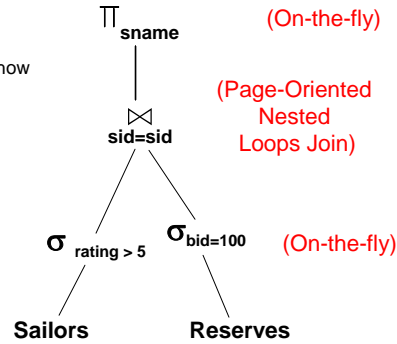 ∏ sname (On-the-fly)
now
(Page-Oriented
Nested
Loops Join)
⋈
sid=sid
σ rating > 5 σ bid=100 (On-the-fly)
Sailors Reserves